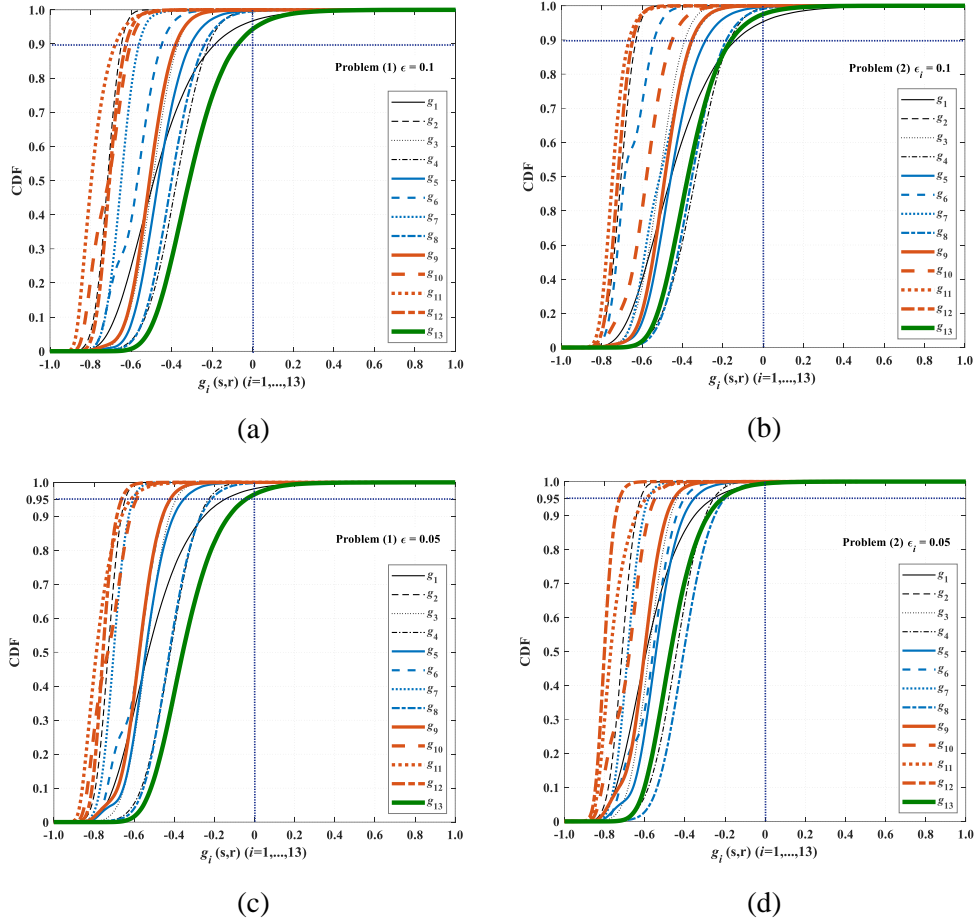 1.0
0.9
0.8
0.7
0.6
0.5
0.4
0.3
0.2
0.1
0
CDF
Problem (1) ϵ = 0.1
g1
g2
g3
g4
g5
g6
g7
g8
g9
g10
g11
g12
g13
-1.0 -0.8 -0.6 -0.4 -0.2 0 0.2 0.4 0.6 0.8 1.0
gi (s,r) (i=1,...,13)
(a)
1.0
0.9
0.8
0.6
0.5
0.2
0.1
0
CDF
Problem (2) ϵi = 0.1
g1
g2
g3
g4
g5
g6
g7
g8
g9
g10
g11
g12
g13
-1.0 -0.8 -0.6 -0.4 -0.2 0 0.4 0.6 0.8 1.0
gi (s,r) (i=1,...,13)
(b)
1.0
0.95
0.9
0.8
0.7
0.6
0.5
0.4
0.3
0.2
0.1
0
CDF
Problem (1) ϵ = 0.05
g1
g2
g3
g4
g5
g6
g7
g8
g9
g10
g11
g12
g13
-1.0 -0.8 -0.6 -0.4 -0.2 0 0.2 0.4 0.6 0.8 1.0
gi (s,r) (i=1,...,13)
(c)
1.0
0.95
0.9
0.8
0.7
0.6
0.5
0.4
0.3
0.2
0.1
0
CDF
Problem (2) ϵi = 0.05
g1
g2
g3
g4
g5
g6
g7
g8
g9
g10
g11
g12
g13
-1.0 -0.8 -0.6 -0.4 -0.2 0 0.2 0.4 0.6 0.8 1.0
gi (s,r) (i=1,...,13)
(d)